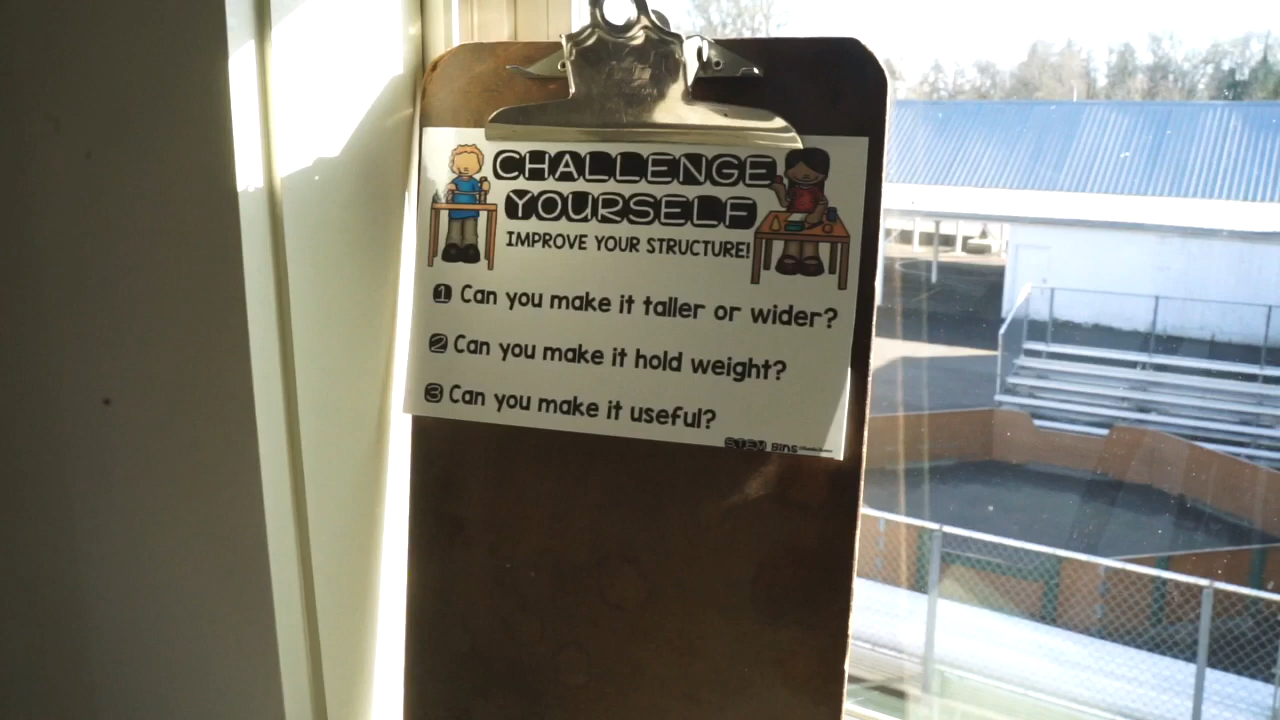 CHALLENGE
YOURSELF
IMPROVE YOUR STRUCTURE!
1 Can you make it taller or wider?
2 Can you make it hold weight?
3 Can you make it useful?
STEM Bins